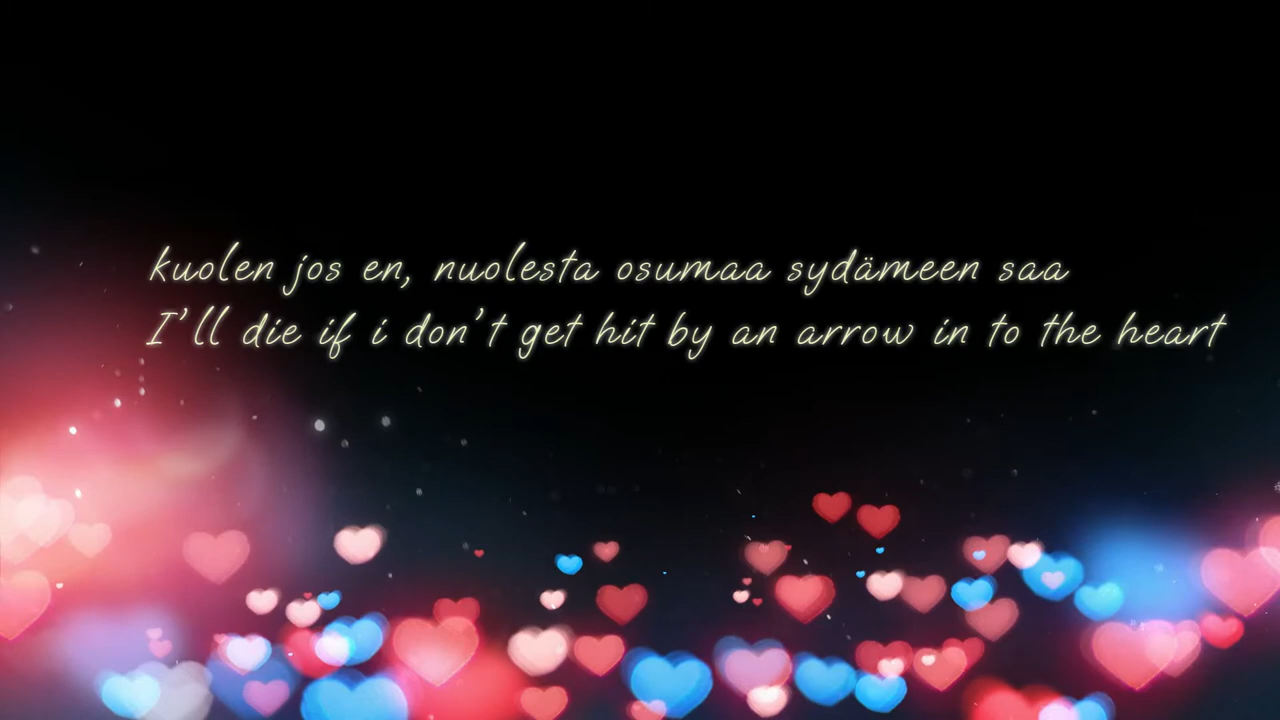 kuolen jos en, nuolesta osumaa sydämeen saa
I'll die if i don't get hit by an arrow in to the heart